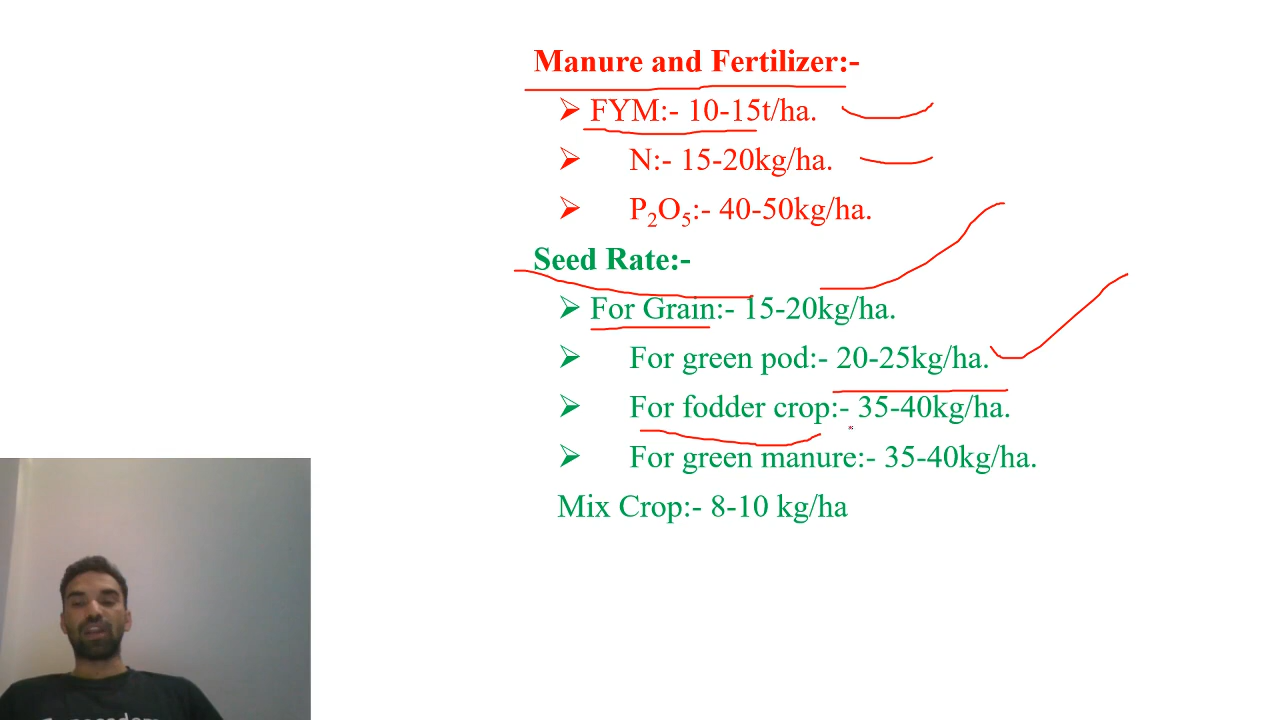 Manure and Fertilizer:-
➢ FYM:- 10-15t/ha.
➢ N:- 15-20kg/ha.
➢ P₂O₅:- 40-50kg/ha.
Seed Rate:-
➢ For Grain:- 15-20kg/ha.
➢ For green pod:- 20-25kg/ha.
➢ For fodder crop:- 35-40kg/ha.
➢ For green manure:- 35-40kg/ha.
Mix Crop:- 8-10 kg/ha